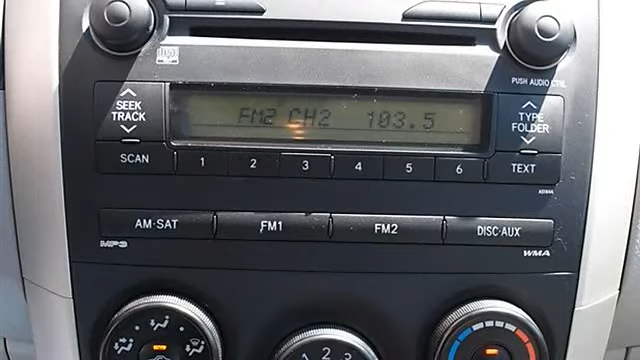 PUSH AUDIO CTRL
SEEK
TRACK
FM2 CH2 103.5
TYPE
FOLDER
SCAN 1 2 3 4 5 6 TEXT
AM·SAT FM1 FM2 DISC·AUX
MP3 WMA
2